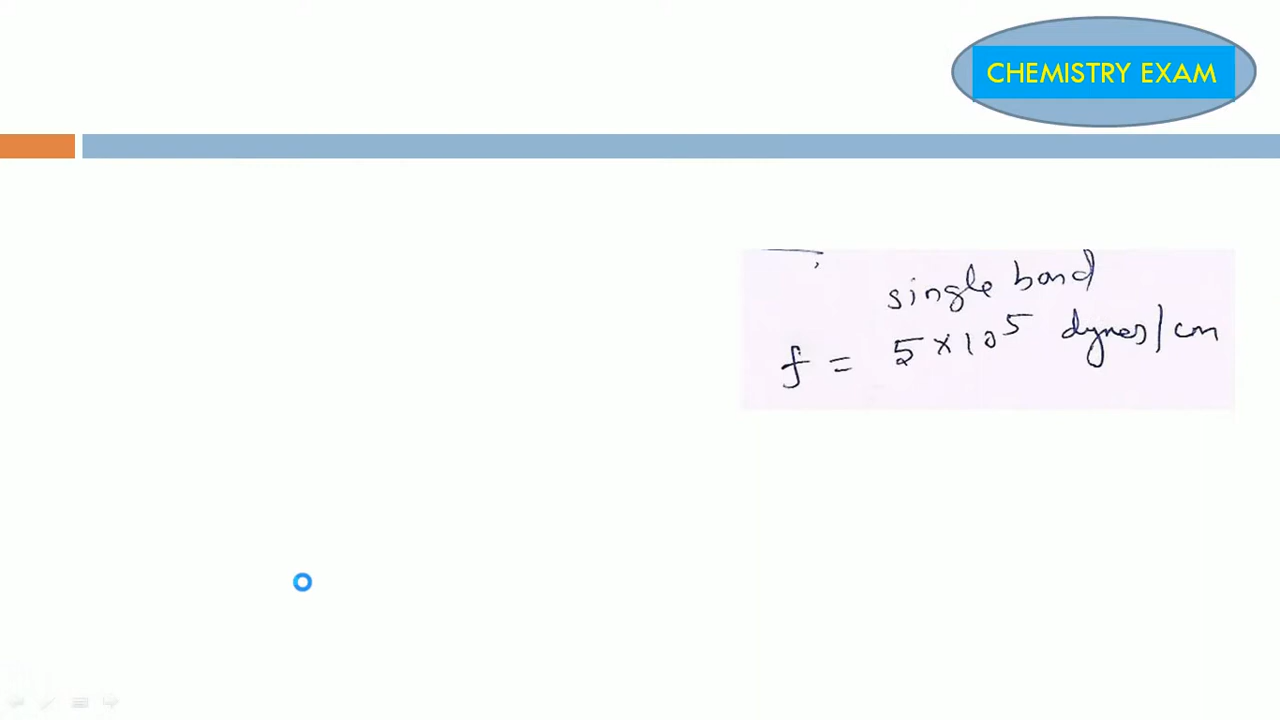 CHEMISTRY EXAM
single bond
f = 5×10⁵ dynes/cm